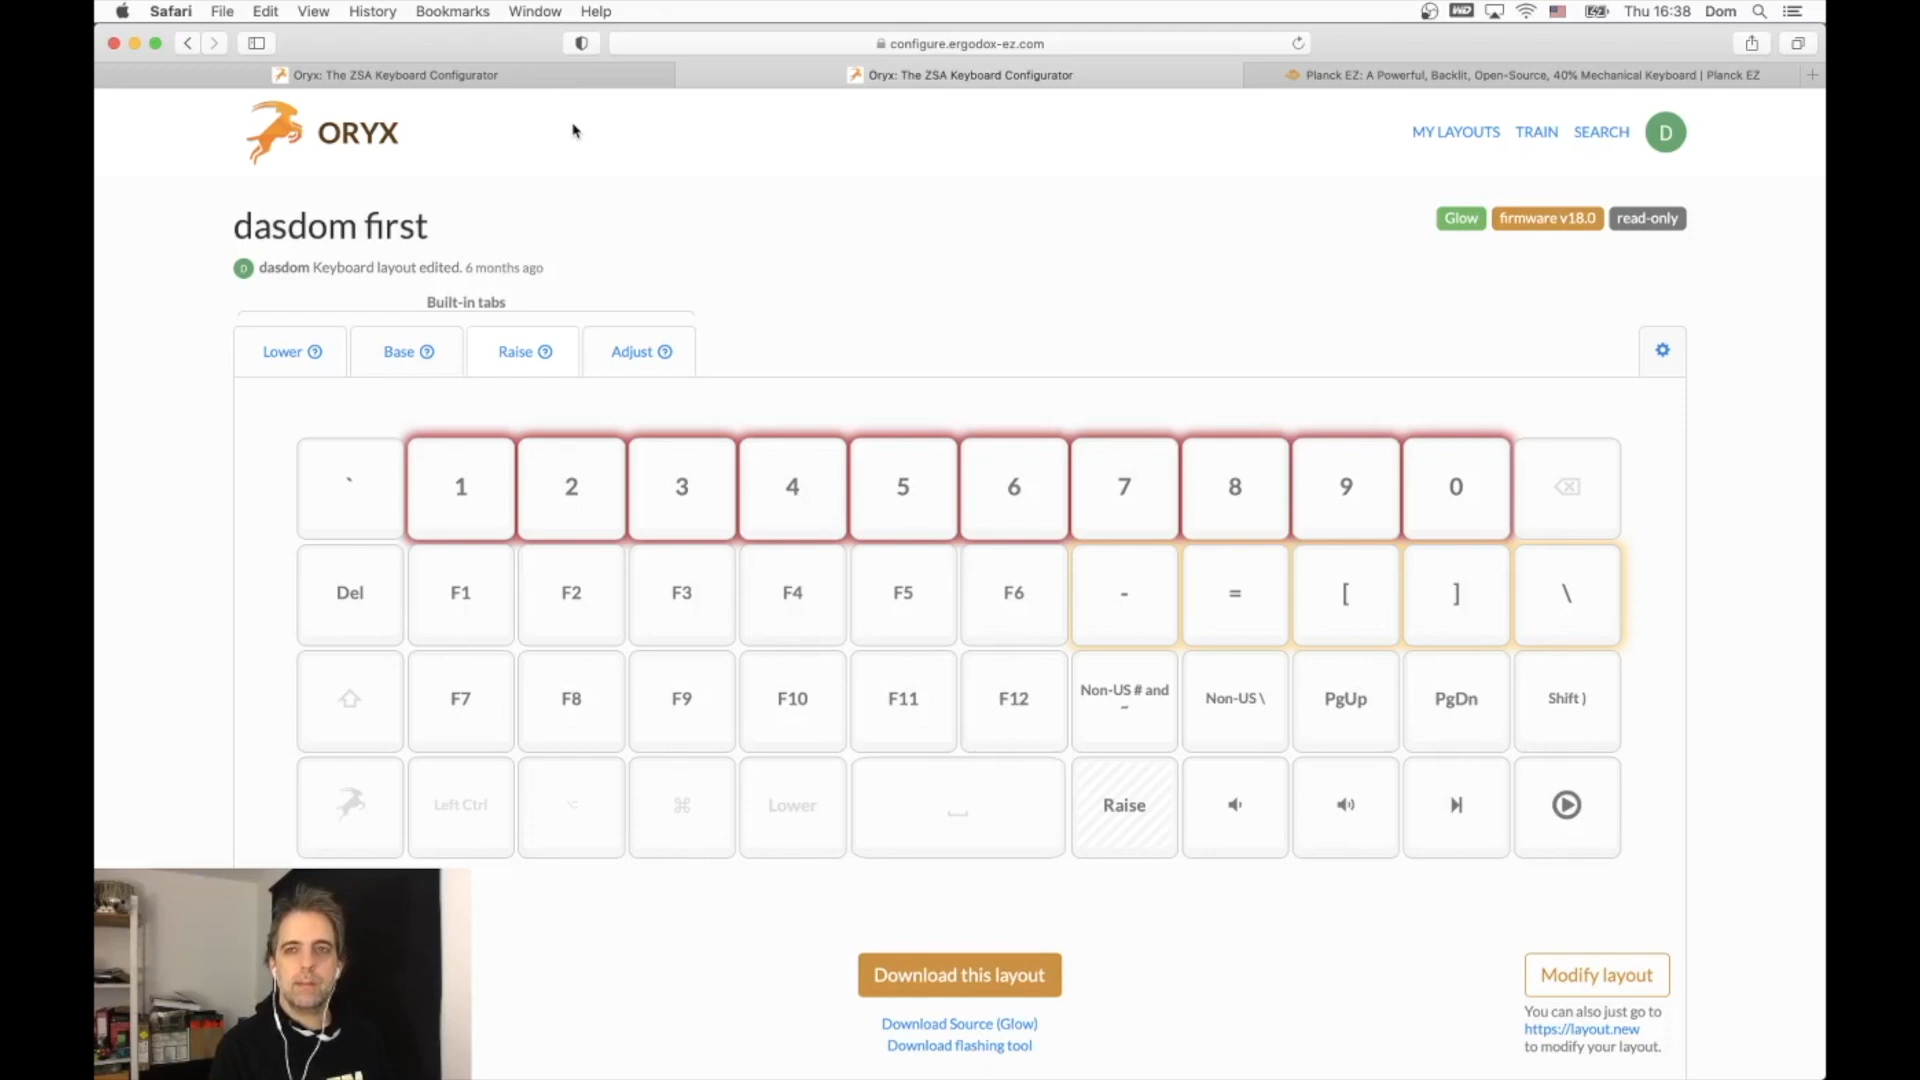 Safari File Edit View History Bookmarks Window Help
WD Thu 16:38 Dom
configure.ergodox-ez.com
Oryx: The ZSA Keyboard Configurator
Oryx: The ZSA Keyboard Configurator
Planck EZ: A Powerful, Backlit, Open-Source, 40% Mechanical Keyboard | Planck EZ
ORYX
MY LAYOUTS TRAIN SEARCH D
dasdom first
Glow firmware v18.0 read-only
D dasdom Keyboard layout edited. 6 months ago
Built-in tabs
Lower Base Raise Adjust
` 1 2 3 4 5 6 7 8 9 0
Del F1 F2 F3 F4 F5 F6 - = [ ] \
F7 F8 F9 F10 F11 F12 Non-US # and ~ Non-US \ PgUp PgDn Shift )
Left Ctrl ⌥ ⌘ Lower Raise
Download this layout
Modify layout
Download Source (Glow)
Download flashing tool
You can also just go to
https://layout.new
to modify your layout.